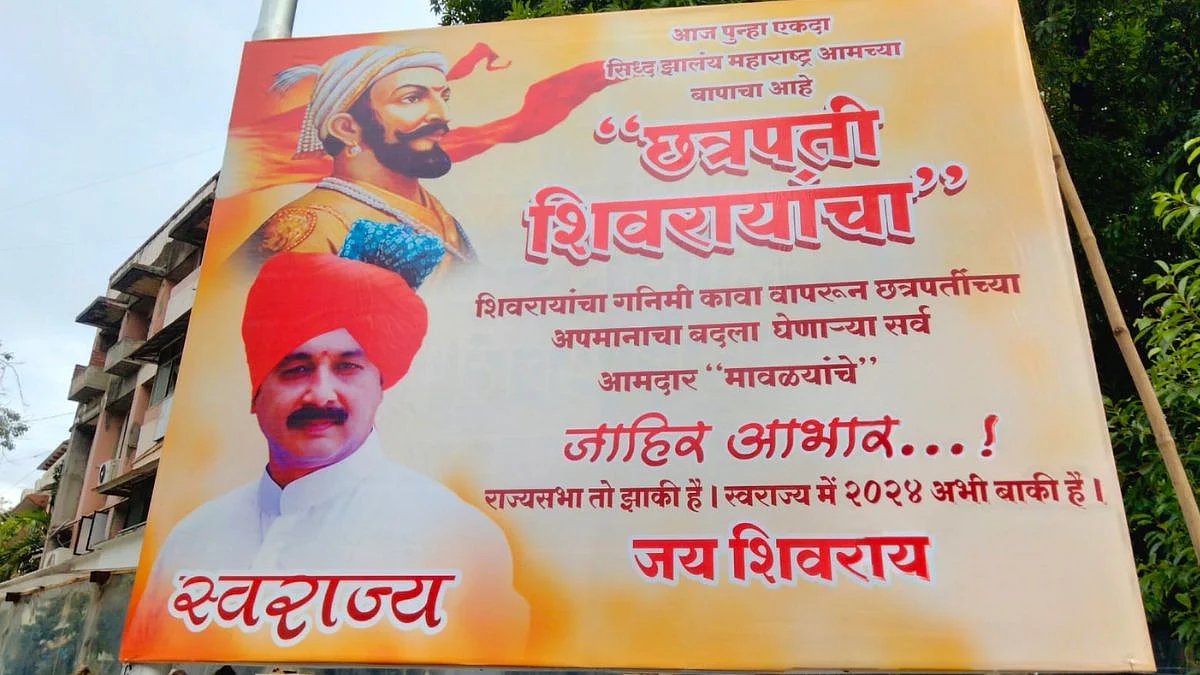 आज पुन्हा एकदा
सिध्द झालंय महाराष्ट्र आमच्या
बापाचा आहे
“छत्रपती
शिवरायांचा”
शिवरायांचा गनिमी कावा वापरून छत्रपतींच्या
अपमानाचा बदला घेणाऱ्या सर्व
आमदार “मावळयांचे”
जाहिर आभार...!
राज्यसभा तो झाकी है। स्वराज्य में २०२४ अभी बाकी है।
जय शिवराय
स्वराज्य